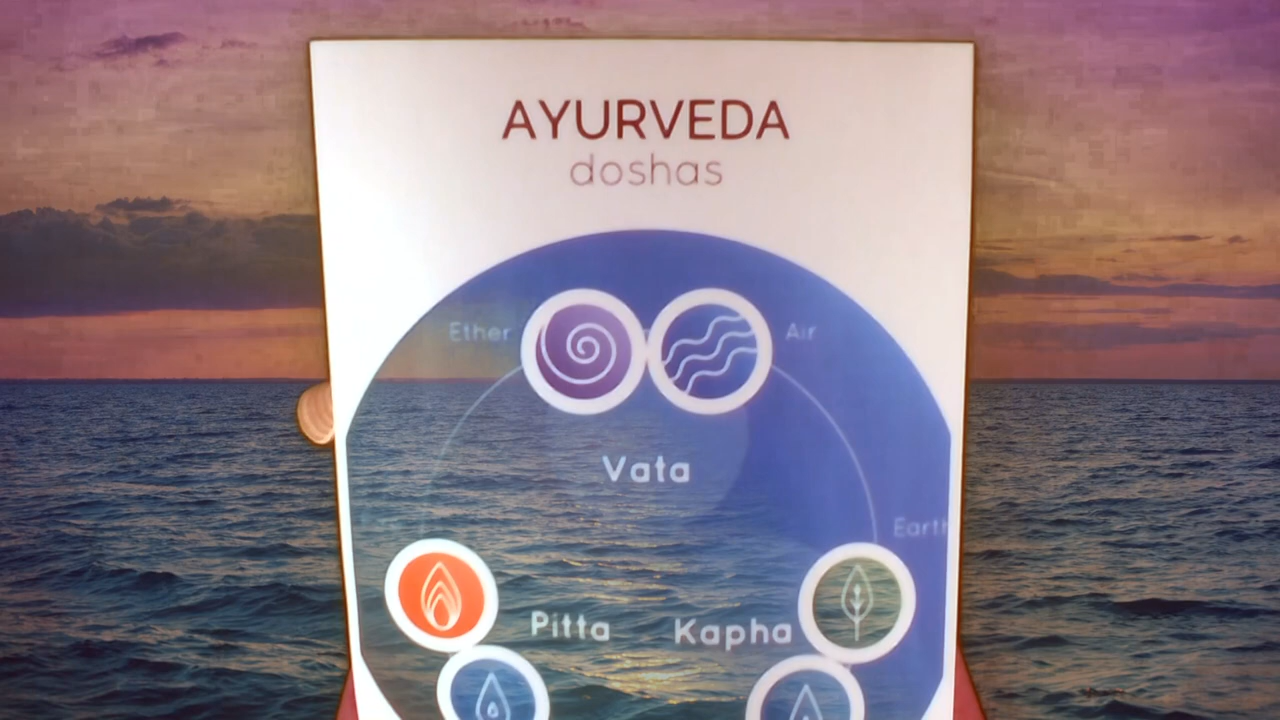 AYURVEDA
doshas
Ether
Air
Vata
Earth
Pitta
Kapha